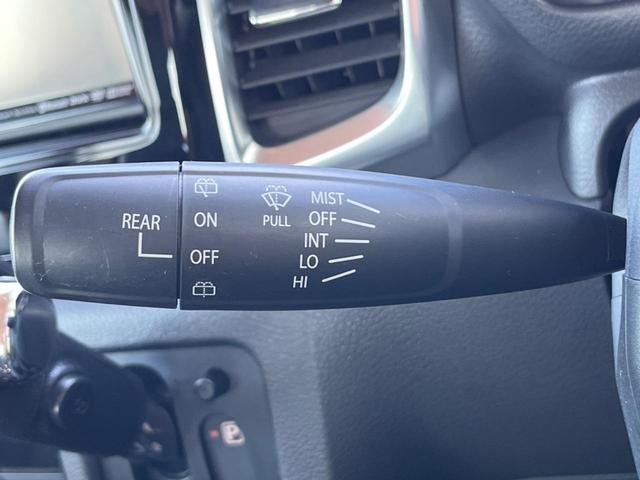 REAR
ON
OFF
PULL
MIST
OFF
INT
LO
HI
P